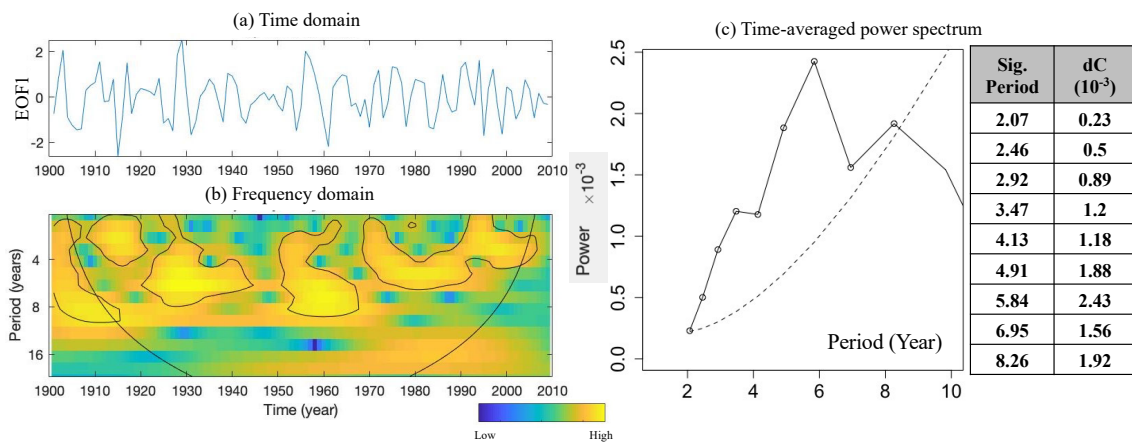 (a) Time domain
2
0
-2
EOF1
1900 1910 1920 1930 1940 1950 1960 1970 1980 1990 2000 2010
(b) Frequency domain
4
8
16
Period (years)
1900 1910 1920 1930 1940 1950 1960 1970 1980 1990 2000 2010
Time (year)
Low High
(c) Time-averaged power spectrum
2.5
2.0
1.5
1.0
0.5
0.0
Power ×10⁻³
Period (Year)
2 4 6 8 10
Sig. Period dC (10⁻³)
2.07 0.23
2.46 0.5
2.92 0.89
3.47 1.2
4.13 1.18
4.91 1.88
5.84 2.43
6.95 1.56
8.26 1.92